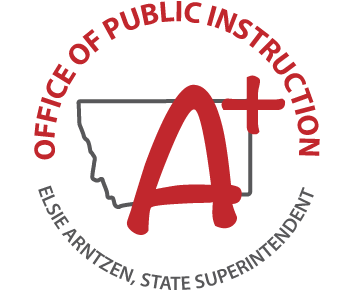 OFFICE OF PUBLIC INSTRUCTION
A+
ELSIE ARNTZEN, STATE SUPERINTENDENT